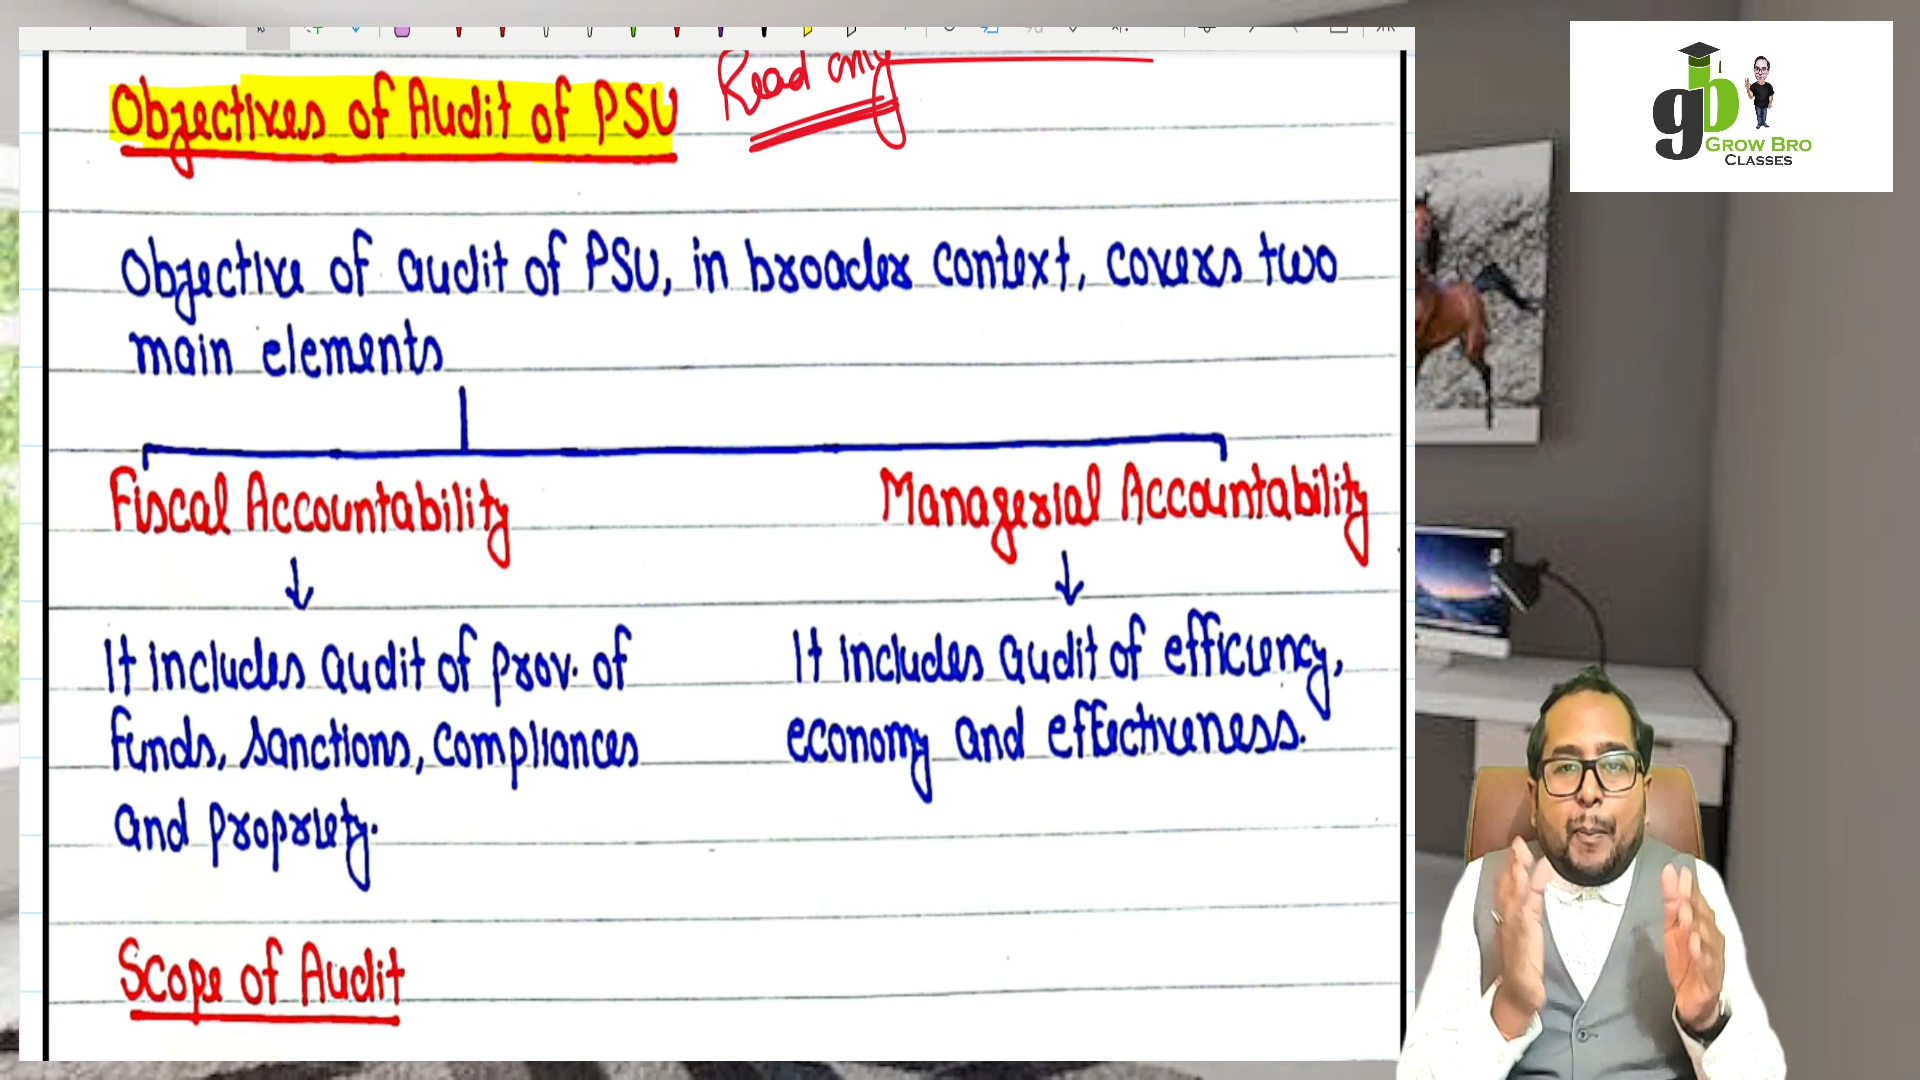 Objectives of Audit of PSU
Read only
Objective of audit of PSU, in broader context, covers two
main elements
Fiscal Accountability
Managerial Accountability
It includes audit of prov. of
funds, sanctions, compliances
and propriety.
It includes audit of efficiency,
economy and effectiveness.
Scope of Audit
gb
GROW BRO
CLASSES